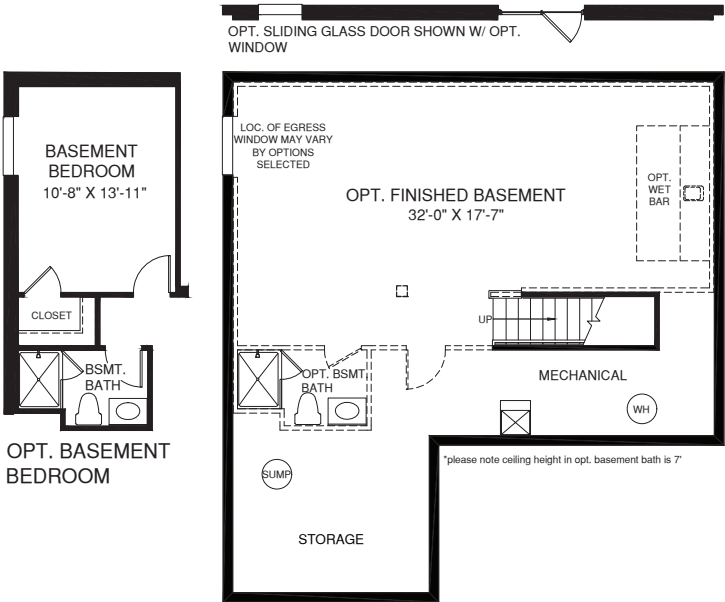 OPT. SLIDING GLASS DOOR SHOWN W/ OPT.
WINDOW
BASEMENT
BEDROOM
10'-8" X 13'-11"
CLOSET
BSMT.
BATH
OPT. BASEMENT
BEDROOM
LOC. OF EGRESS
WINDOW MAY VARY
BY OPTIONS
SELECTED
OPT. FINISHED BASEMENT
32'-0" X 17'-7"
OPT.
WET
BAR
UP
OPT. BSMT.
BATH
MECHANICAL
WH
*please note ceiling height in opt. basement bath is 7'
SUMP
STORAGE